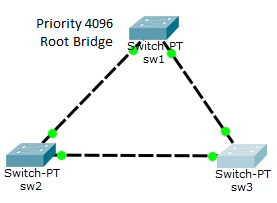 Priority 4096
Root Bridge
Switch-PT
sw1
Switch-PT
sw2
Switch-PT
sw3